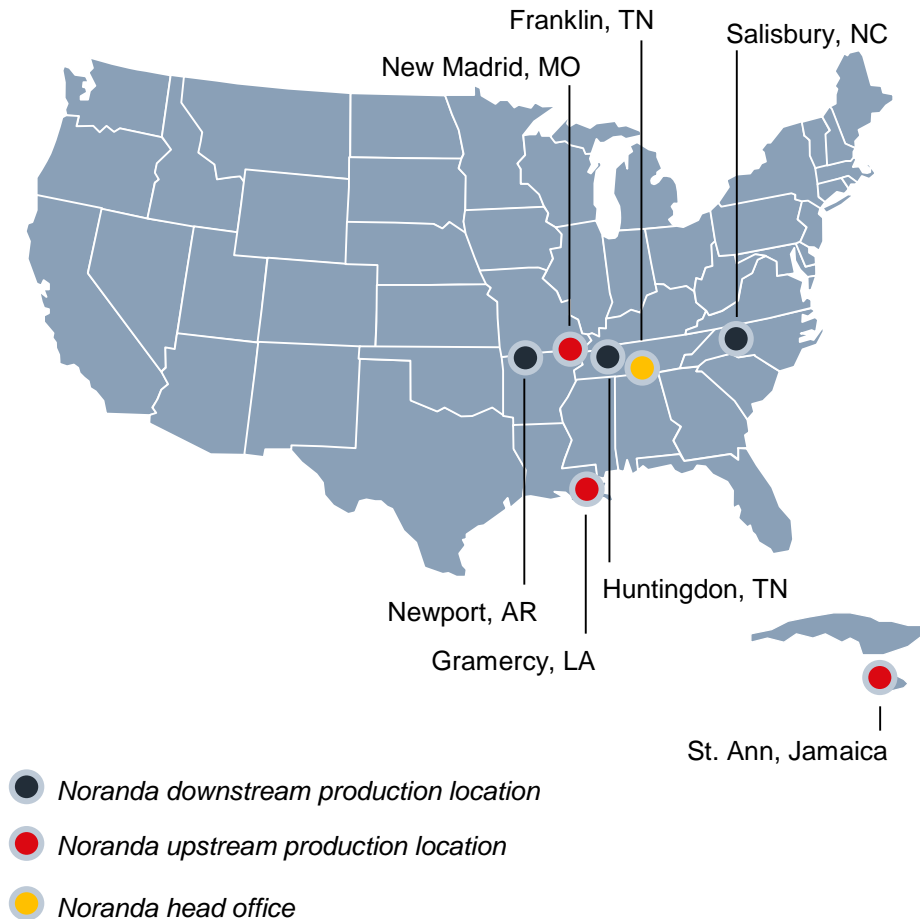 Franklin, TN
Salisbury, NC
New Madrid, MO
Huntingdon, TN
Newport, AR
Gramercy, LA
St. Ann, Jamaica
Noranda downstream production location
Noranda upstream production location
Noranda head office